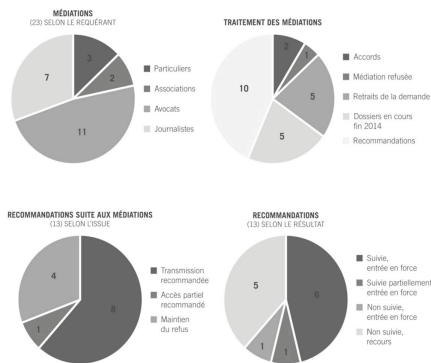 MÉDIATIONS
(23) SELON LE REQUÉRANT
3
2
11
7
Particuliers
Associations
Avocats
Journalistes
TRAITEMENT DES MÉDIATIONS
2
1
5
5
10
Accords
Médiation refusée
Retraits de la demande
Dossiers en cours
fin 2014
Recommandations
RECOMMANDATIONS SUITE AUX MÉDIATIONS
(13) SELON L'ISSUE
8
1
4
Transmission
recommandée
Accès partiel
recommandé
Maintien
du refus
RECOMMANDATIONS
(13) SELON LE RÉSULTAT
6
1
1
5
Suivie,
entrée en force
Suivie partiellement
entrée en force
Non suivie,
entrée en force
Non suivie,
recours